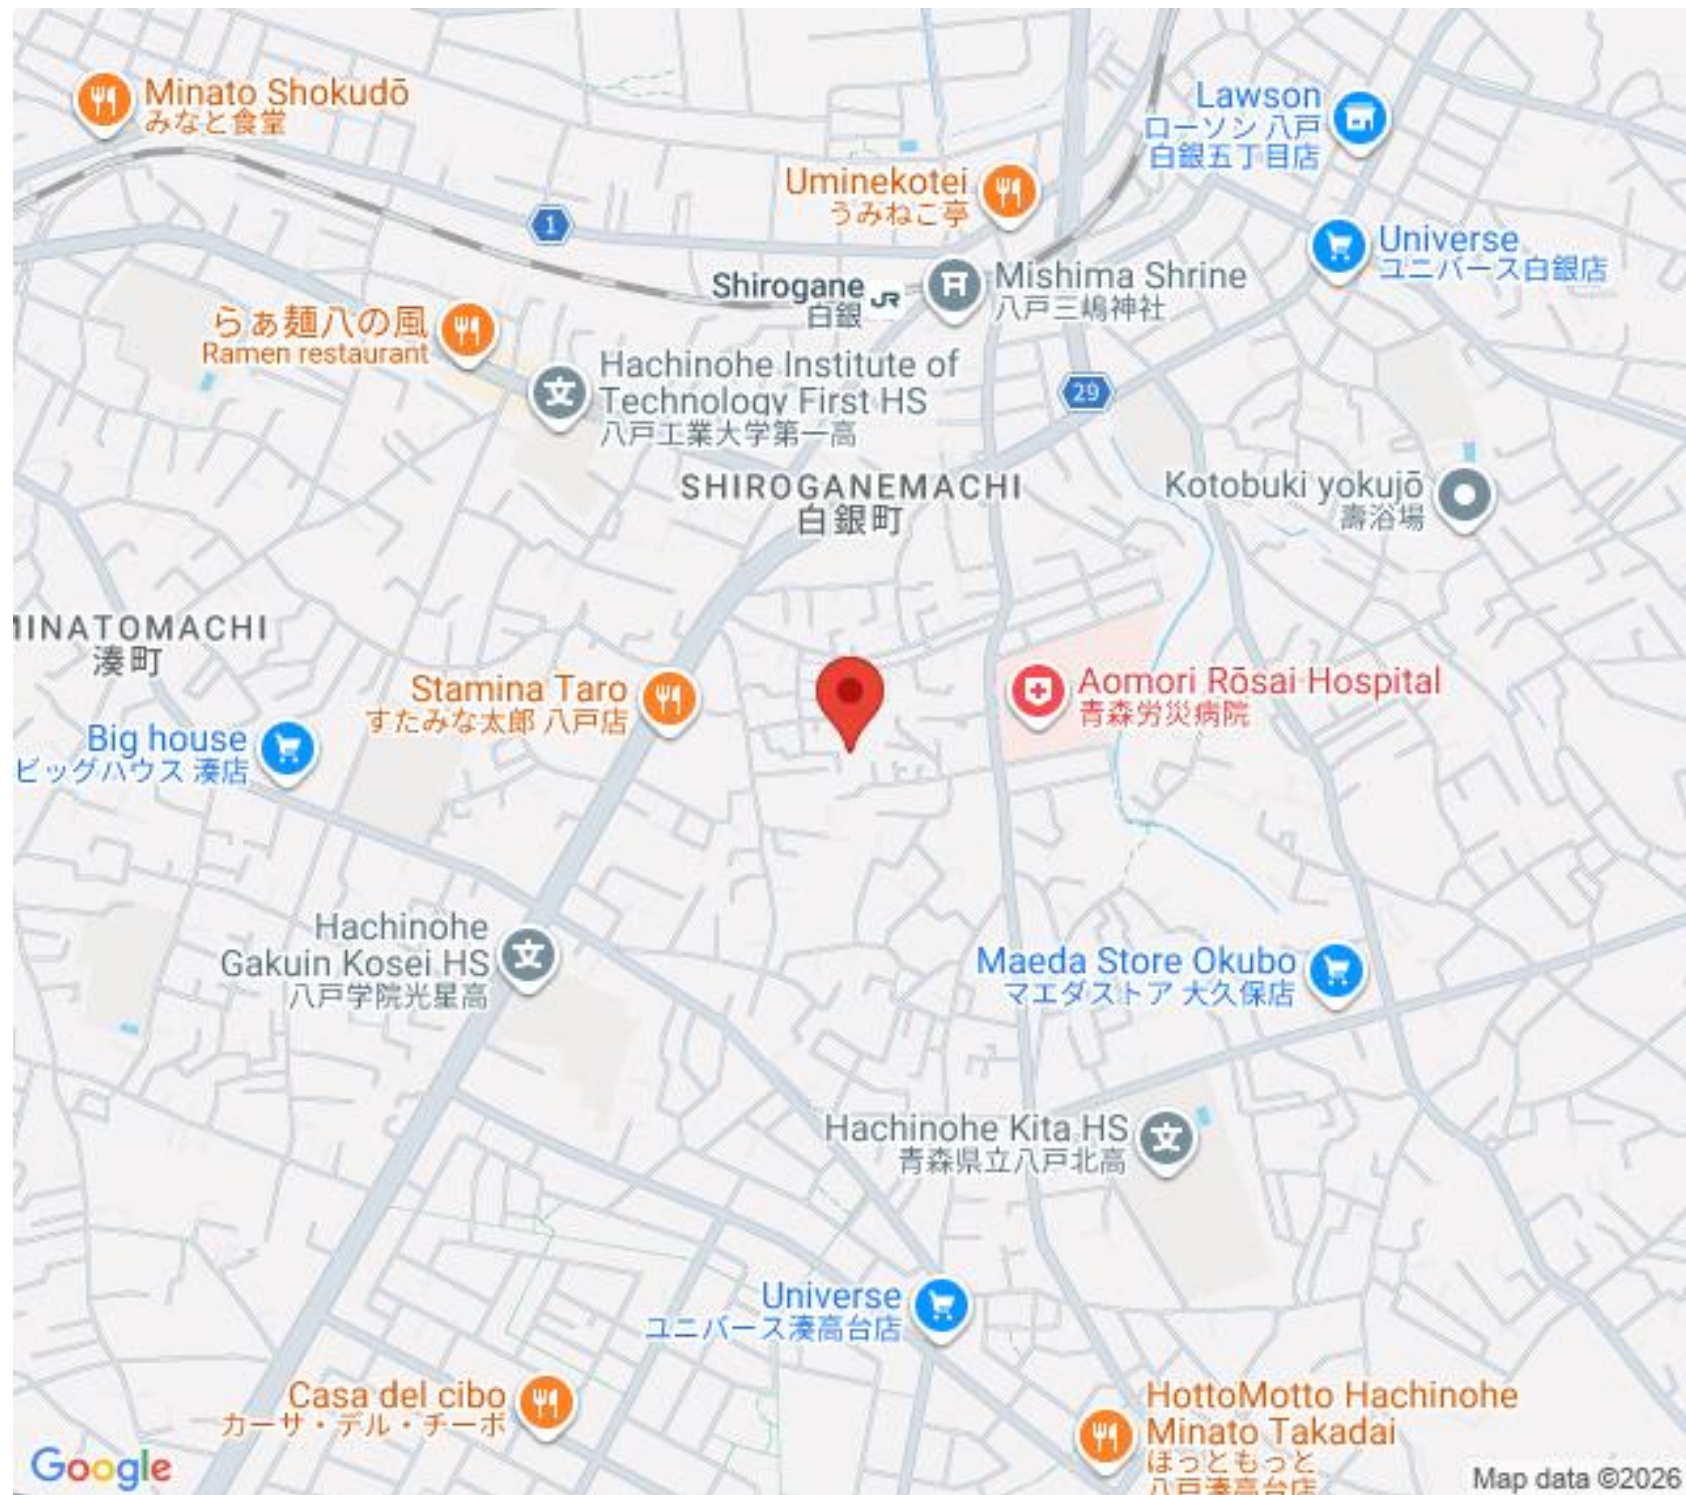 Minato Shokudō
みなと食堂
Lawson
ローソン 八戸
白銀五丁目店
Uminekotei
うみねこ亭
1
Universe
ユニバース白銀店
Shirogane
白銀
JR
Mishima Shrine
八戸三嶋神社
らぁ麺八の風
Ramen restaurant
Hachinohe Institute of
Technology First HS
八戸工業大学第一高
29
SHIROGANEMACHI
白銀町
Kotobuki yokujō
壽浴場
MINATOMACHI
湊町
Stamina Taro
すたみな太郎 八戸店
Aomori Rōsai Hospital
青森労災病院
Big house
ビッグハウス 湊店
Hachinohe
Gakuin Kosei HS
八戸学院光星高
Maeda Store Okubo
マエダストア 大久保店
Hachinohe Kita HS
青森県立八戸北高
Universe
ユニバース湊高台店
Casa del cibo
カーサ・デル・チーボ
HottoMotto Hachinohe
Minato Takadai
ほっともっと
八戸湊高台店
Google
Map data ©2026